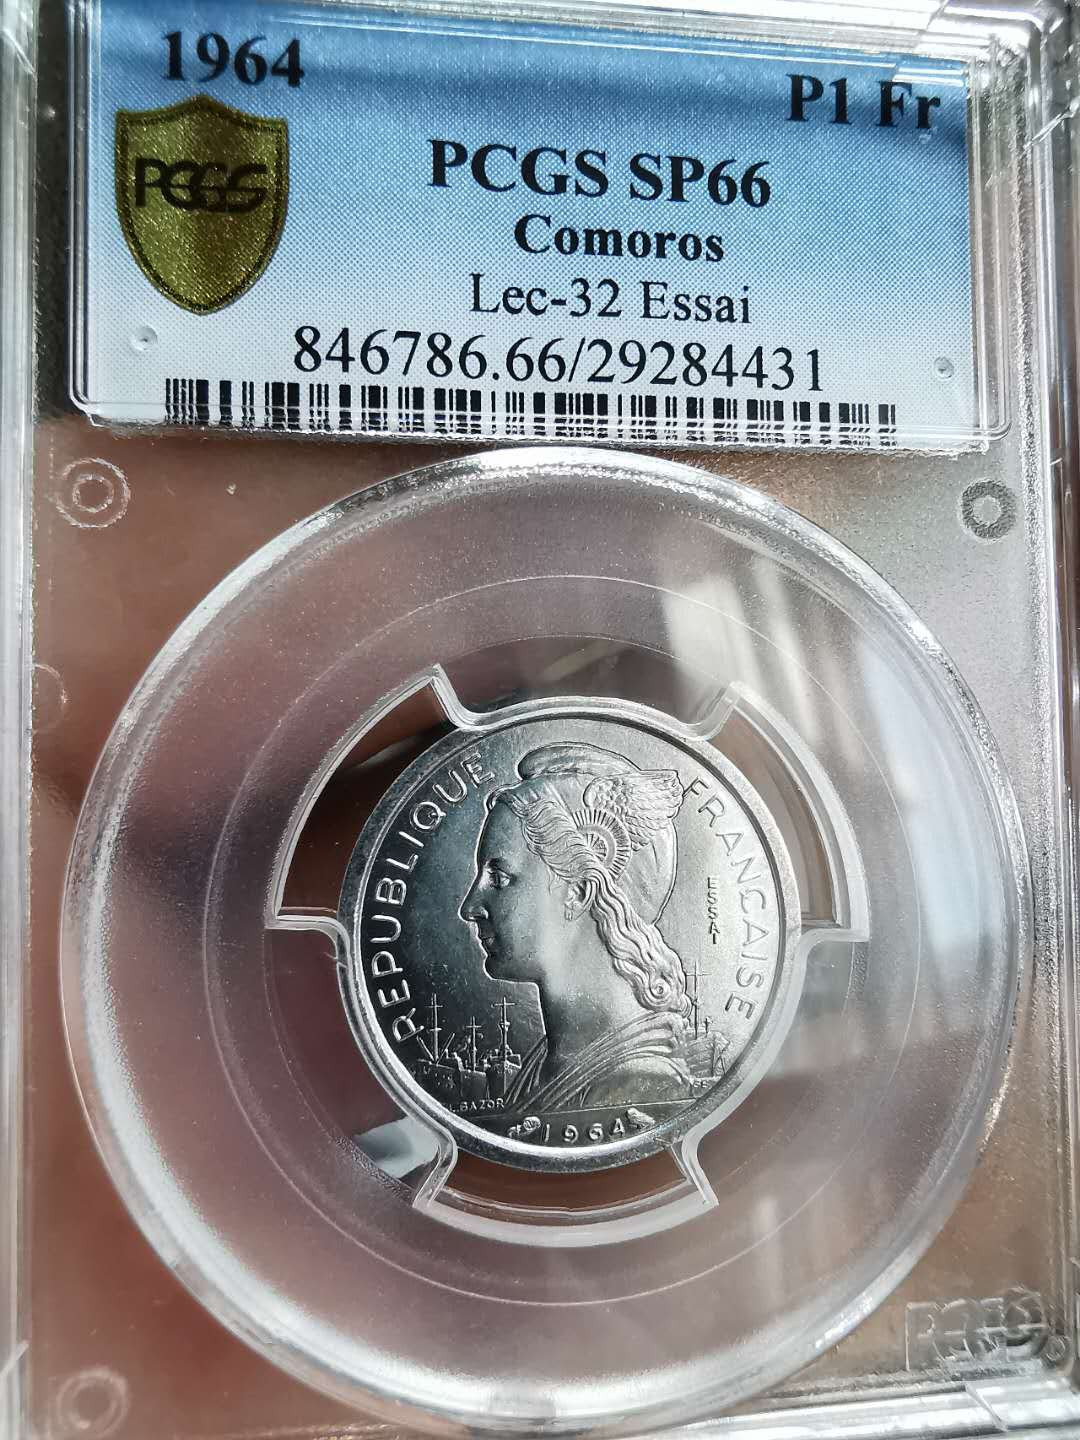 1964
P1 Fr
PCGS
PCGS SP66
Comoros
Lec-32 Essai
846786.66/29284431
REPUBLIQUE FRANCAISE
ESSAI
L.BAZOR
1964
PCGS